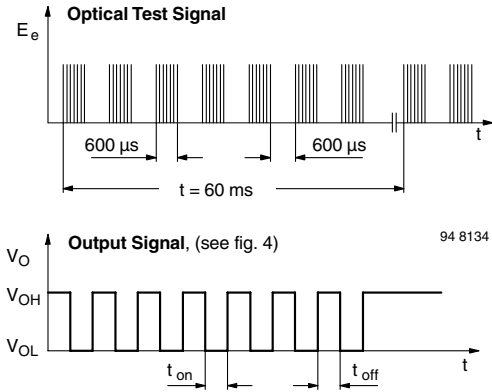 Optical Test Signal
E e
t
600 µs
600 µs
t = 60 ms
94 8134
Output Signal, (see fig. 4)
V O
V OH
V OL
t on
t off
t